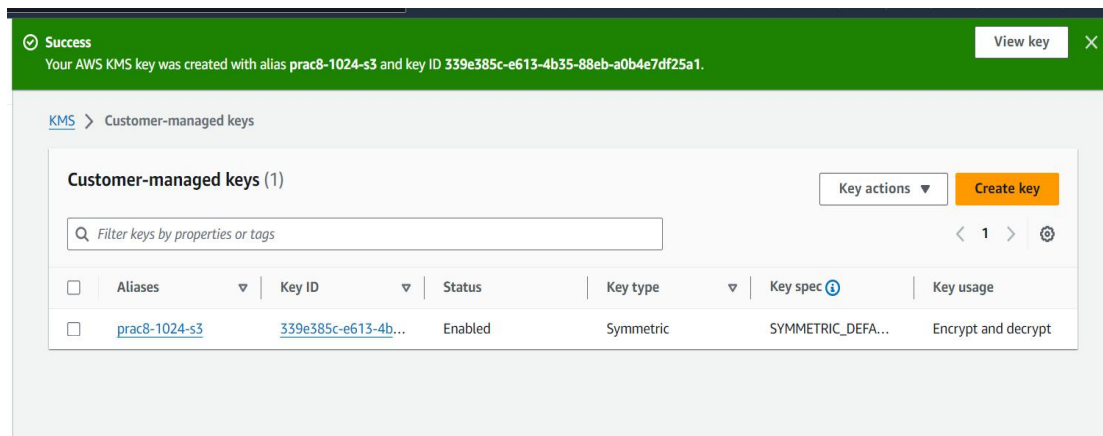 Success
View key
Your AWS KMS key was created with alias prac8-1024-s3 and key ID 339e385c-e613-4b35-88eb-a0b4e7df25a1.
KMS > Customer-managed keys
Customer-managed keys (1)
Key actions
Create key
Filter keys by properties or tags
1
Aliases Key ID Status Key type Key spec Key usage
prac8-1024-s3 339e385c-e613-4b... Enabled Symmetric SYMMETRIC_DEFA... Encrypt and decrypt